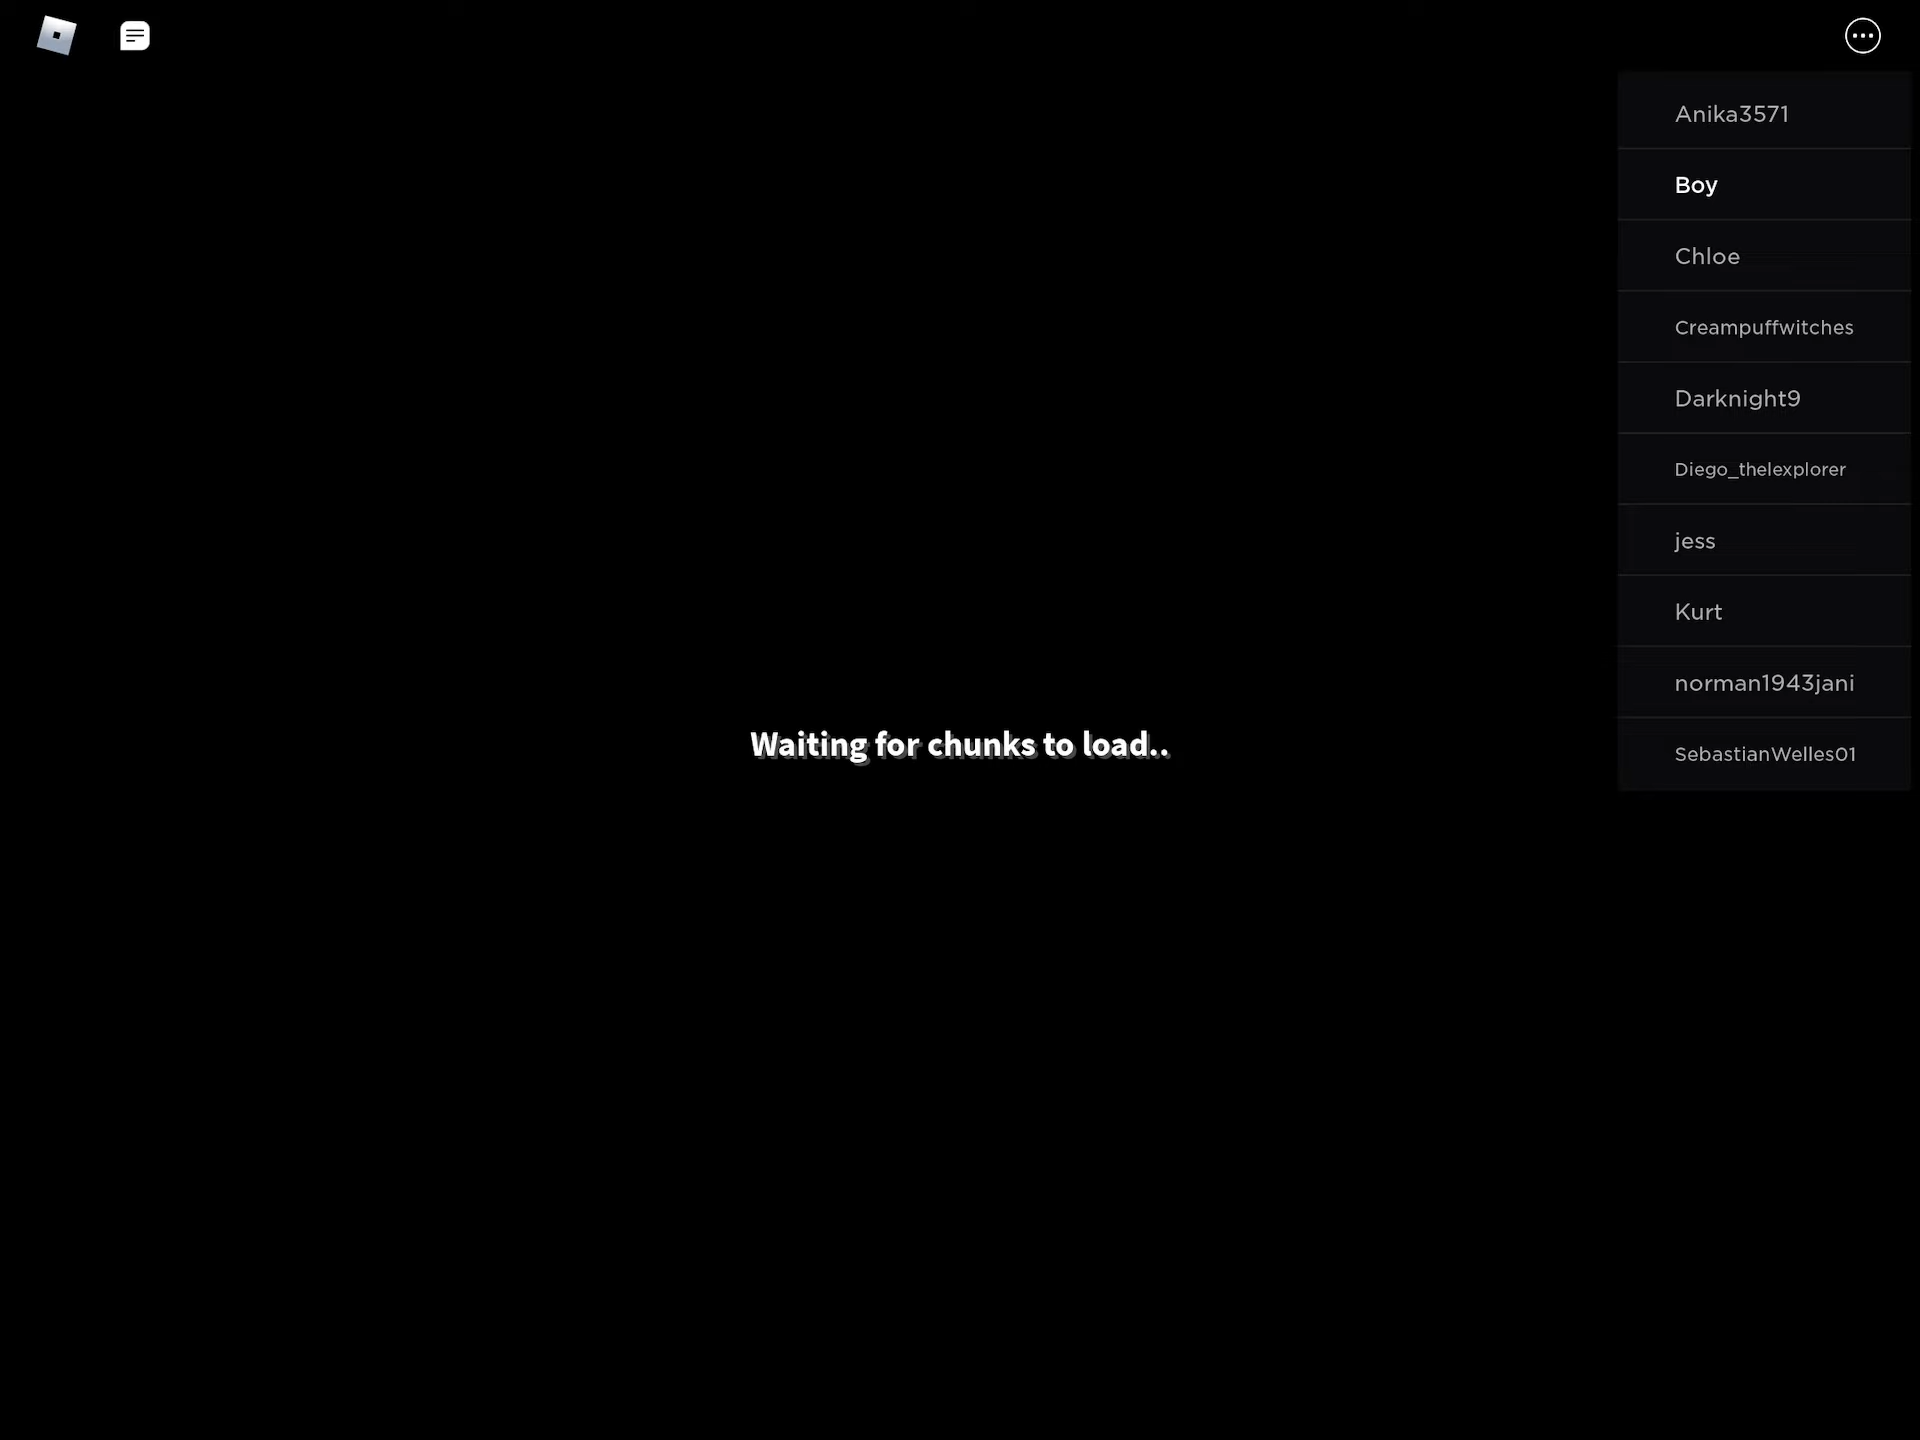 Anika3571
Boy
Chloe
Creampuffwitches
Darknight9
Diego_thelexplorer
jess
Kurt
norman1943jani
Waiting for chunks to load..
SebastianWelles01